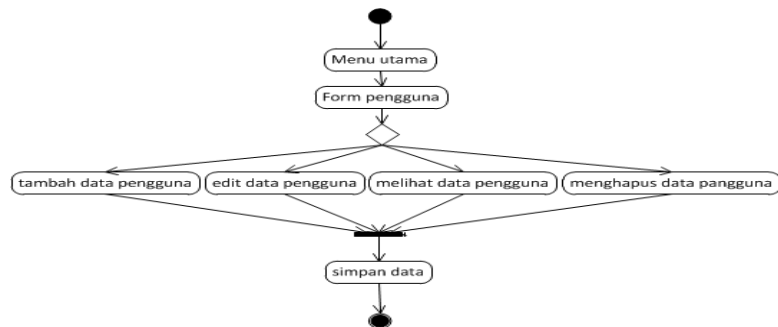 Menu utama
Form pengguna
tambah data pengguna
edit data pengguna
melihat data pengguna
menghapus data pangguna
simpan data